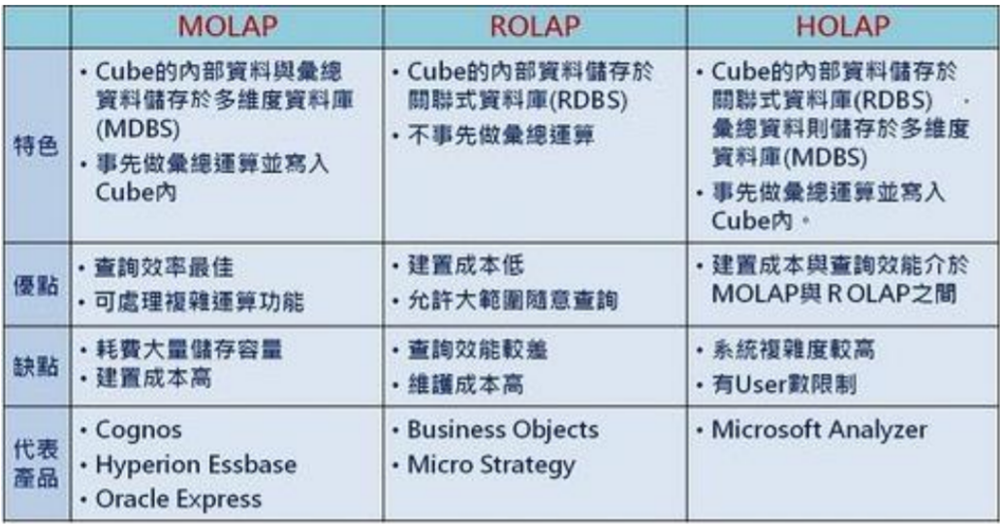 MOLAP
ROLAP
HOLAP
特色
• Cube的內部資料與彙總
資料儲存於多維度資料庫
(MDBS)
• 事先做彙總運算並寫入
Cube內
• Cube的內部資料儲存於
關聯式資料庫(RDBS)
• 不事先做彙總運算
• Cube的內部資料儲存於
關聯式資料庫(RDBS) ，
彙總資料則儲存於多維度
資料庫(MDBS)
• 事先做彙總運算並寫入
Cube內。
優點
• 查詢效率最佳
• 可處理複雜運算功能
• 建置成本低
• 允許大範圍隨意查詢
• 建置成本與查詢效能介於
MOLAP與 R OLAP之間
缺點
• 耗費大量儲存容量
• 建置成本高
• 查詢效能較差
• 維護成本高
• 系統複雜度較高
• 有User數限制
代表
產品
• Cognos
• Hyperion Essbase
• Oracle Express
• Business Objects
• Micro Strategy
• Microsoft Analyzer